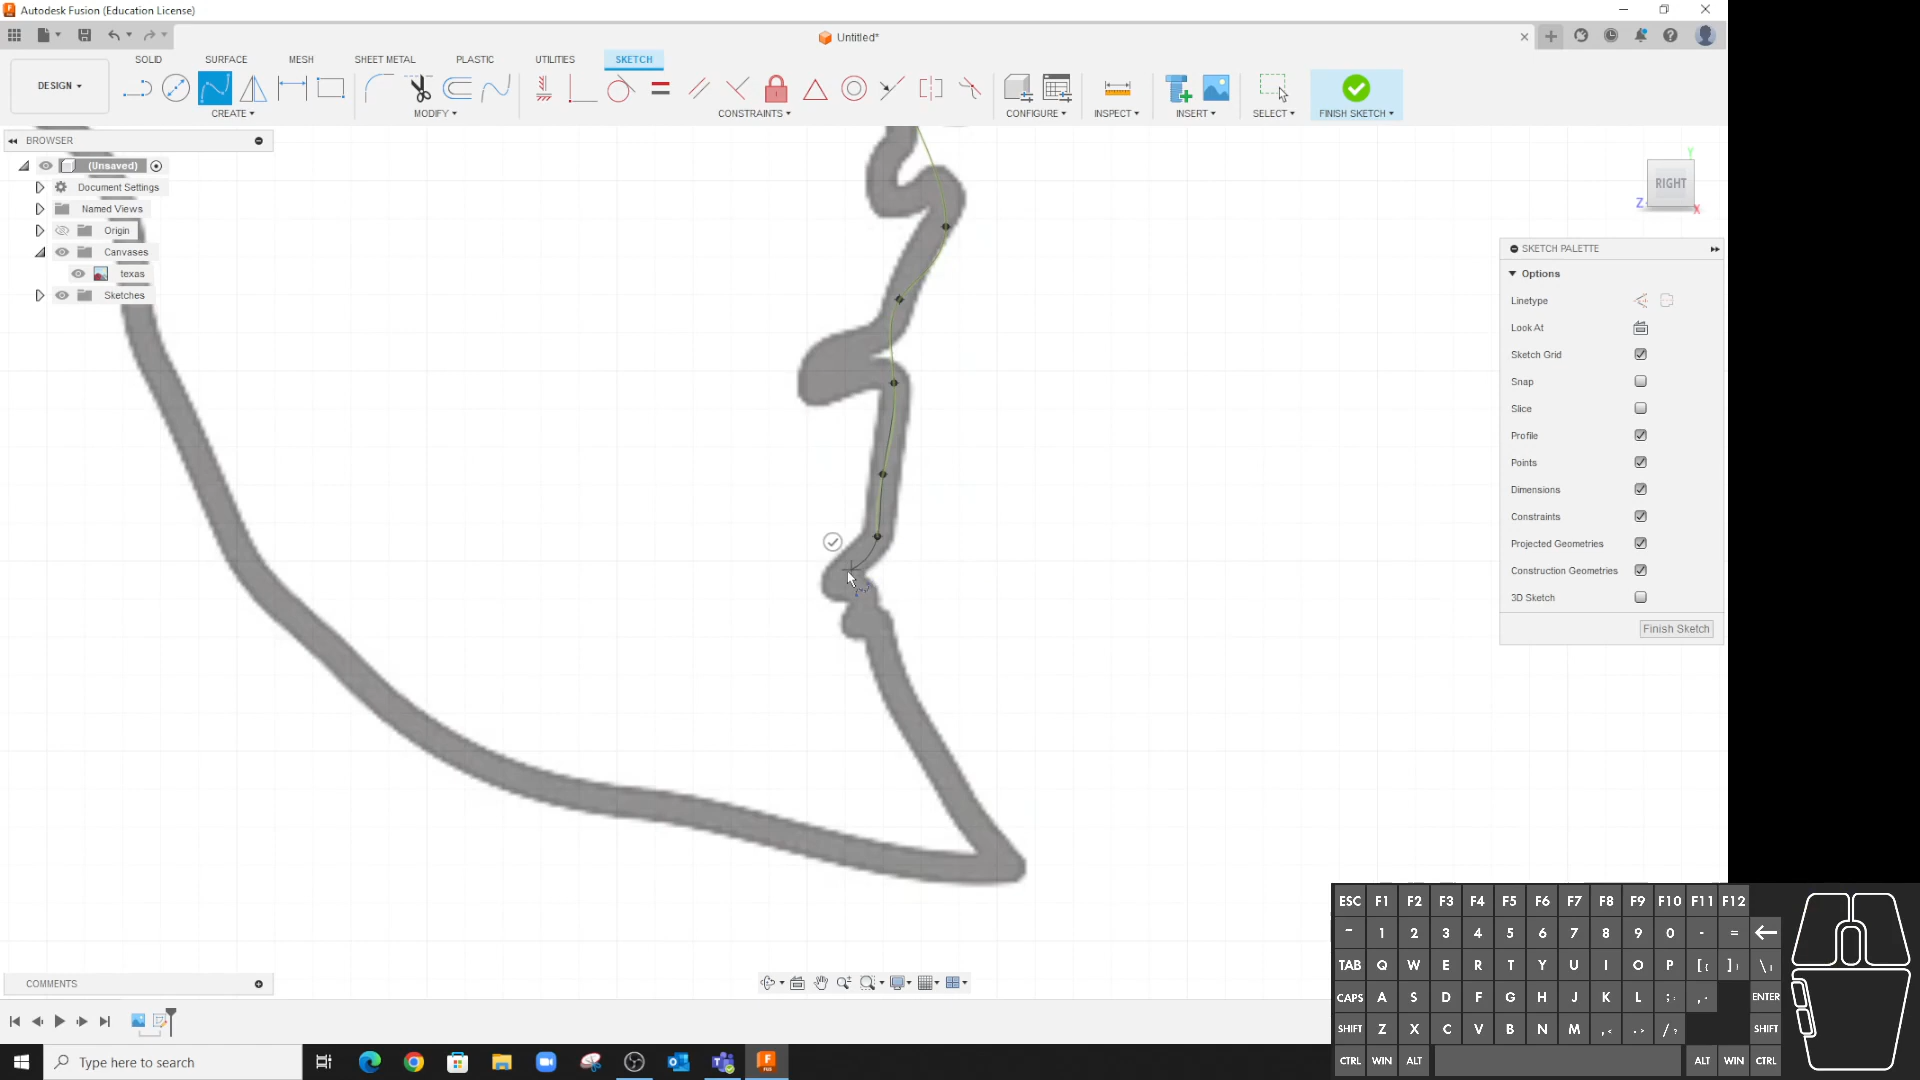 Autodesk Fusion (Education License)
Untitled*
DESIGN
SOLID SURFACE MESH SHEET METAL PLASTIC UTILITIES SKETCH
CREATE MODIFY CONSTRAINTS CONFIGURE INSPECT INSERT SELECT FINISH SKETCH
BROWSER
(Unsaved)
Document Settings
Named Views
Origin
Canvases
texas
Sketches
Y
RIGHT
Z X
SKETCH PALETTE
Options
Linetype
Look At
Sketch Grid
Snap
Slice
Profile
Points
Dimensions
Constraints
Projected Geometries
Construction Geometries
3D Sketch
Finish Sketch
COMMENTS
Type here to search
ESC F1 F2 F3 F4 F5 F6 F7 F8 F9 F10 F11 F12
~ 1 2 3 4 5 6 7 8 9 0 - =
TAB Q W E R T Y U I O P [{ ]} \|
CAPS A S D F G H J K L ;: ,. ENTER
SHIFT Z X C V B N M ,< .> /? SHIFT
CTRL WIN ALT ALT WIN CTRL